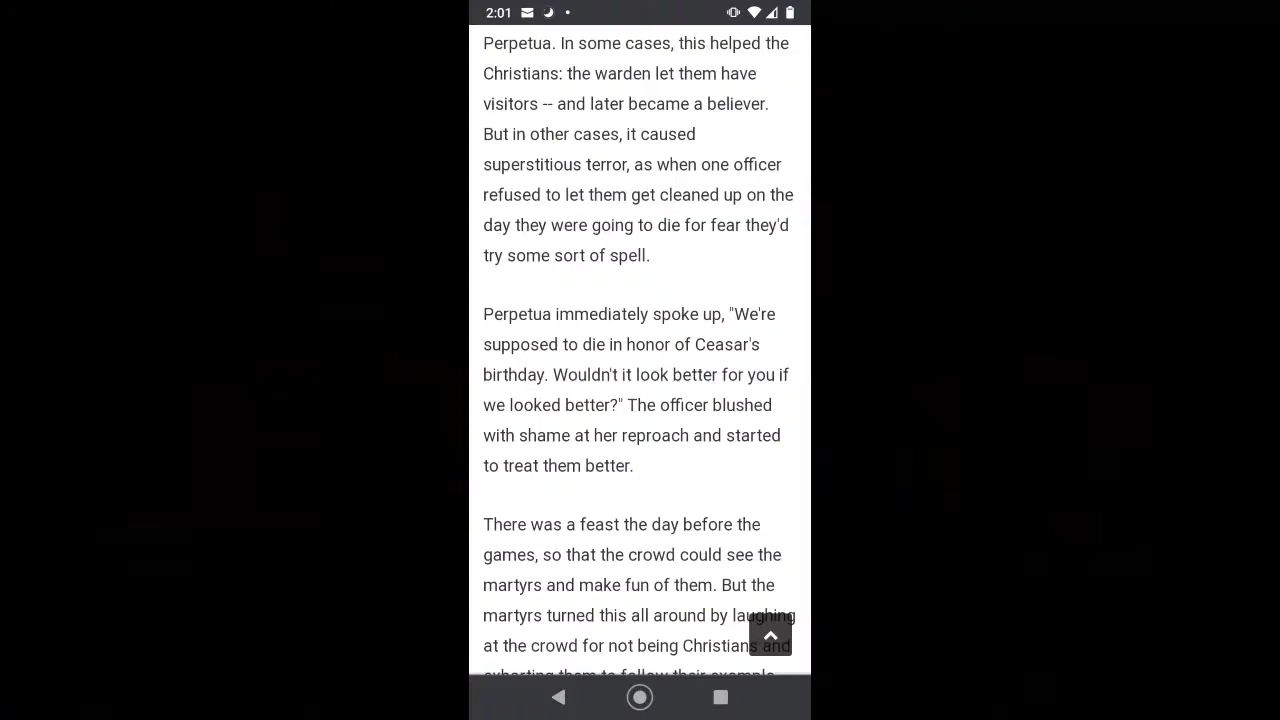 2:01
Perpetua. In some cases, this helped the
Christians: the warden let them have
visitors -- and later became a believer.
But in other cases, it caused
superstitious terror, as when one officer
refused to let them get cleaned up on the
day they were going to die for fear they'd
try some sort of spell.
Perpetua immediately spoke up, "We're
supposed to die in honor of Ceasar's
birthday. Wouldn't it look better for you if
we looked better?" The officer blushed
with shame at her reproach and started
to treat them better.
There was a feast the day before the
games, so that the crowd could see the
martyrs and make fun of them. But the
martyrs turned this all around by laughing
at the crowd for not being Christians and
exhorting them to follow their example.